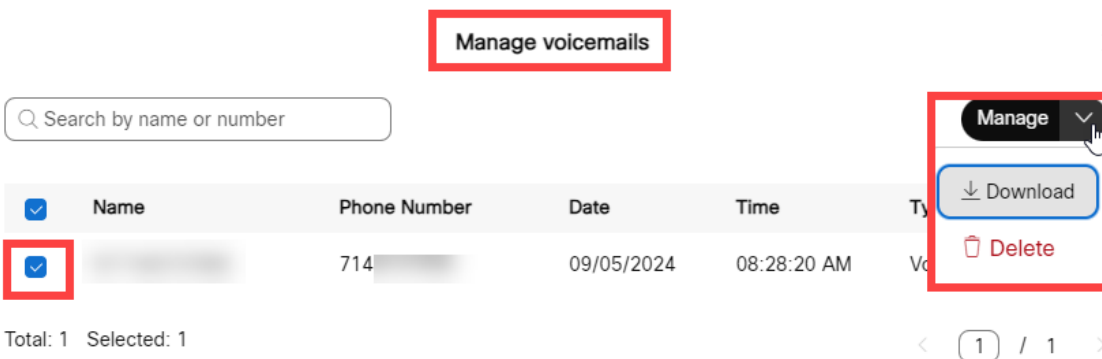 Manage voicemails
Search by name or number
Manage
Download
Name Phone Number Date Time
Delete
714 09/05/2024 08:28:20 AM
Total: 1 Selected: 1
1 / 1